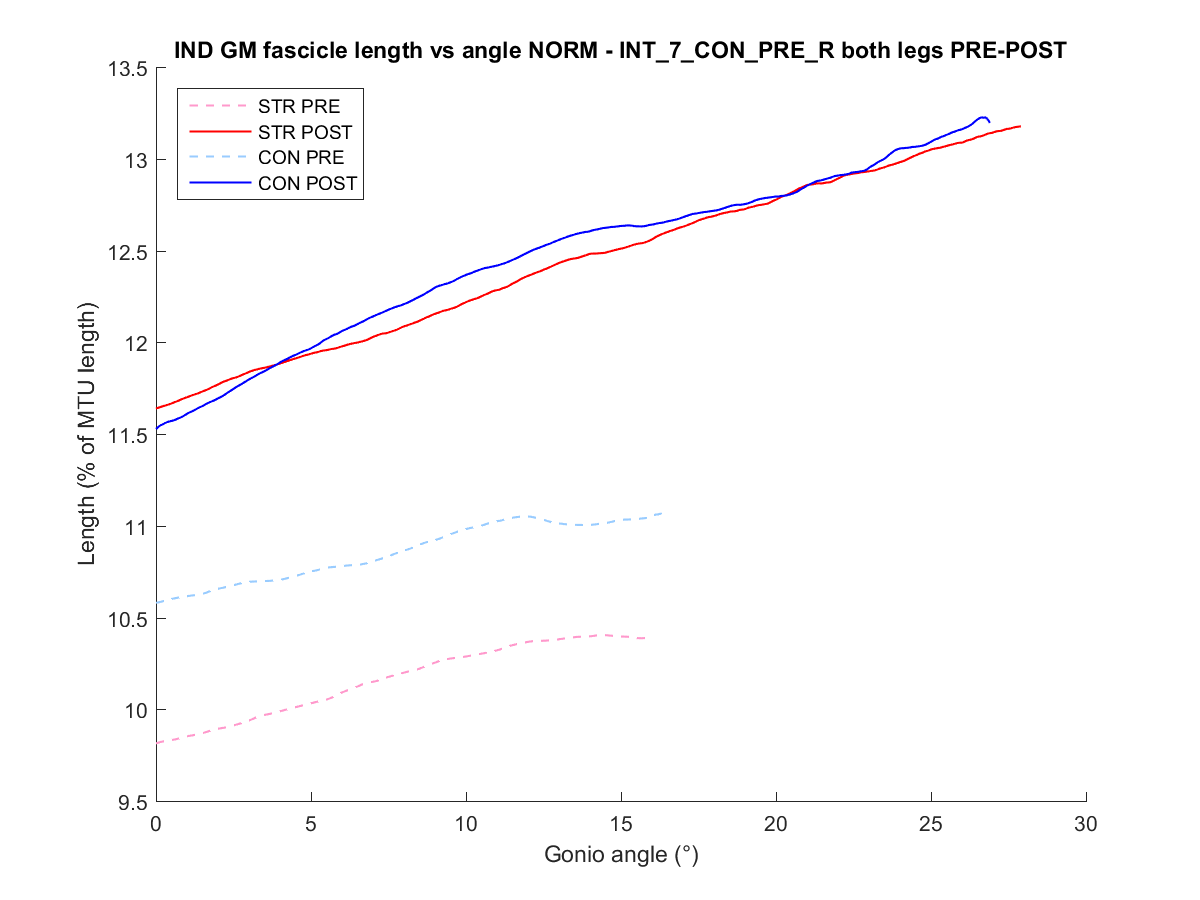 IND GM fascicle length vs angle NORM - INT_7_CON_PRE_R both legs PRE-POST
STR PRE
STR POST
CON PRE
CON POST
Length (% of MTU length)
13.5
13
12.5
12
11.5
11
10.5
10
9.5
0 5 10 15 20 25 30
Gonio angle (°)